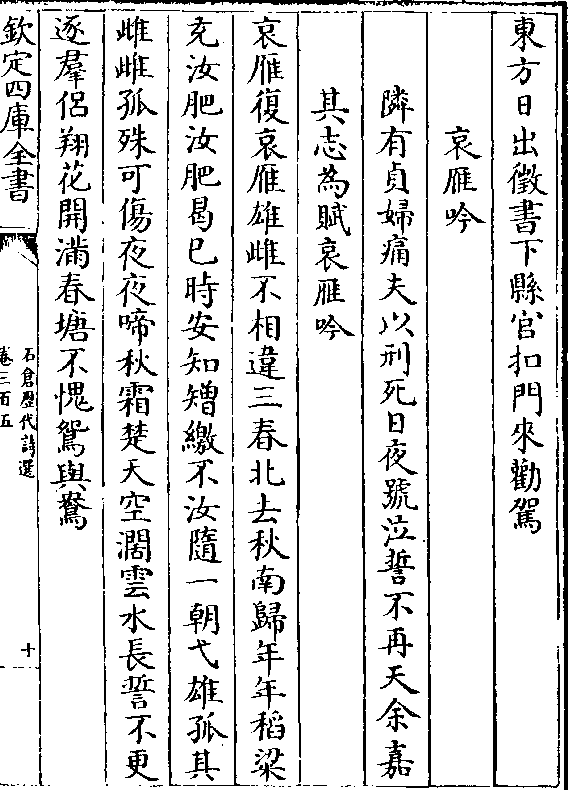 東方日出徵書下縣官扣門來勸駕
哀雁吟
隣有貞婦痛夫以刑死日夜號泣誓不再天余嘉
其志為賦哀雁吟
哀雁復哀雁雄雌不相違三春北去秋南歸年年稻粱
充汝肥汝肥曷已時安知矰繳不汝隨一朝弋雄孤其
雌雌孤殊可傷夜夜啼秋霜楚天空濶雲水長誓不更
逐羣侶翔花開滿春塘不愧鴛與鴦
欽定四庫全書
石倉歷代詩選
卷三百五
十